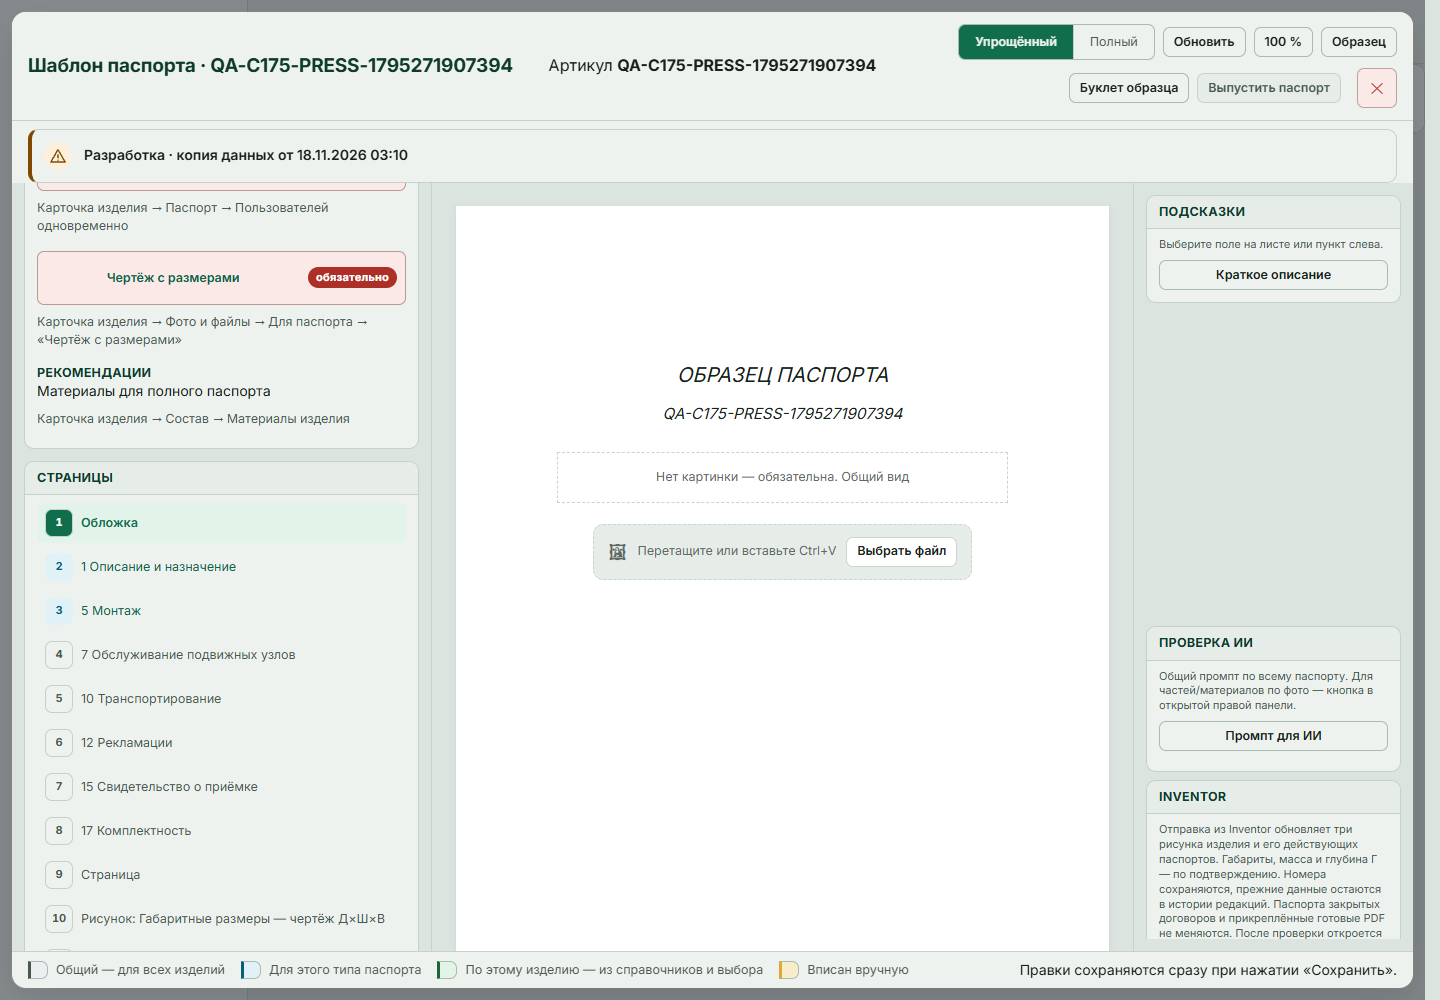 Шаблон паспорта · QA-C175-PRESS-1795271907394
Артикул QA-C175-PRESS-1795271907394
Упрощённый
Полный
Обновить
100 %
Образец
Буклет образца
Выпустить паспорт
Разработка · копия данных от 18.11.2026 03:10
Карточка изделия → Паспорт → Пользователей
одновременно
Чертёж с размерами
обязательно
Карточка изделия → Фото и файлы → Для паспорта →
«Чертёж с размерами»
РЕКОМЕНДАЦИИ
Материалы для полного паспорта
Карточка изделия → Состав → Материалы изделия
СТРАНИЦЫ
1 Обложка
2 1 Описание и назначение
3 5 Монтаж
4 7 Обслуживание подвижных узлов
5 10 Транспортирование
6 12 Рекламации
7 15 Свидетельство о приёмке
8 17 Комплектность
9 Страница
10 Рисунок: Габаритные размеры — чертёж Д×Ш×В
ОБРАЗЕЦ ПАСПОРТА
QA-C175-PRESS-1795271907394
Нет картинки — обязательна. Общий вид
Перетащите или вставьте Ctrl+V
Выбрать файл
ПОДСКАЗКИ
Выберите поле на листе или пункт слева.
Краткое описание
ПРОВЕРКА ИИ
Общий промпт по всему паспорту. Для
частей/материалов по фото — кнопка в
открытой правой панели.
Промпт для ИИ
INVENTOR
Отправка из Inventor обновляет три
рисунка изделия и его действующих
паспортов. Габариты, масса и глубина Г
— по подтверждению. Номера
сохраняются, прежние данные остаются
в истории редакций. Паспорта закрытых
договоров и прикреплённые готовые PDF
не меняются. После проверки откроется
Общий — для всех изделий
Для этого типа паспорта
По этому изделию — из справочников и выбора
Вписан вручную
Правки сохраняются сразу при нажатии «Сохранить».